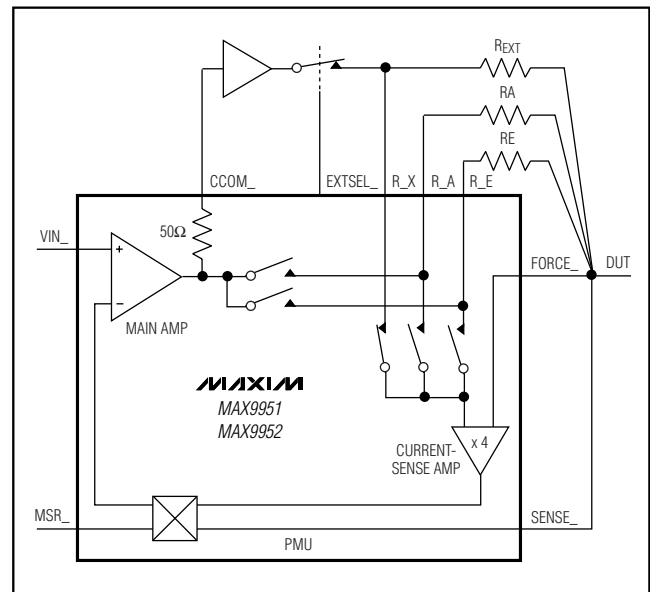 REXT
RA
RE
CCOM_
EXTSEL_
R_X
R_A
R_E
50Ω
VIN_
+
−
MAIN AMP
FORCE_
DUT
MAXIM
MAX9951
MAX9952
x 4
CURRENT-
SENSE AMP
MSR_
SENSE_
PMU